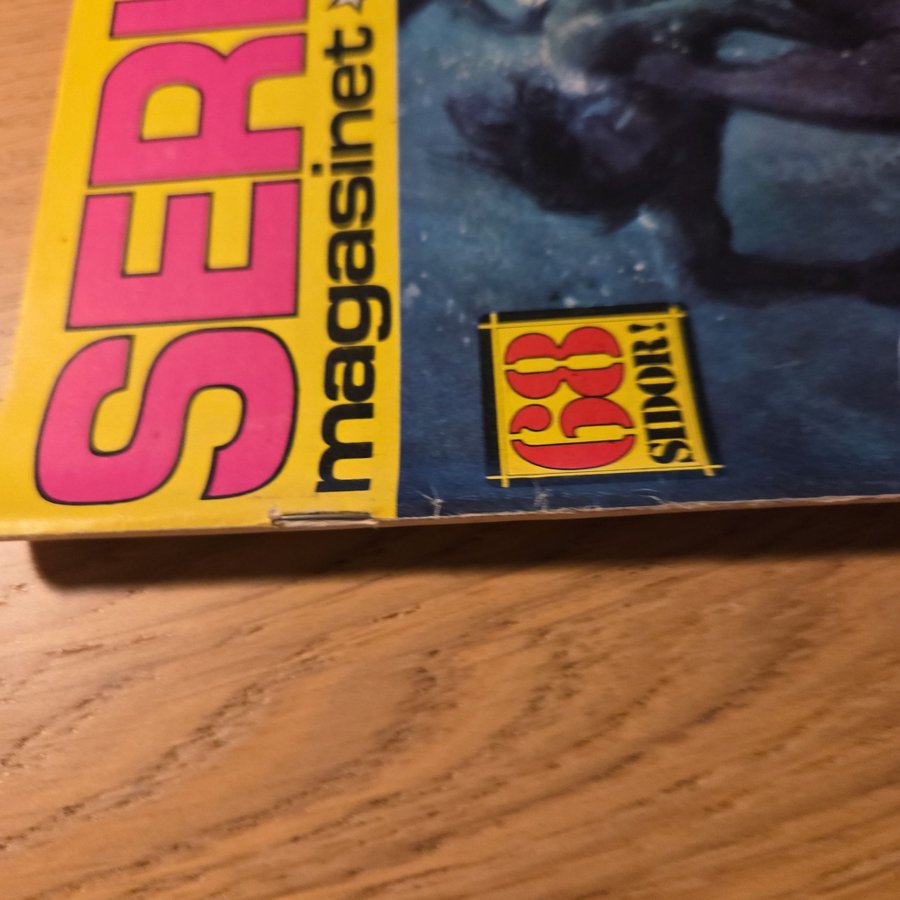 SERI
magasinet
68
SIDOR!